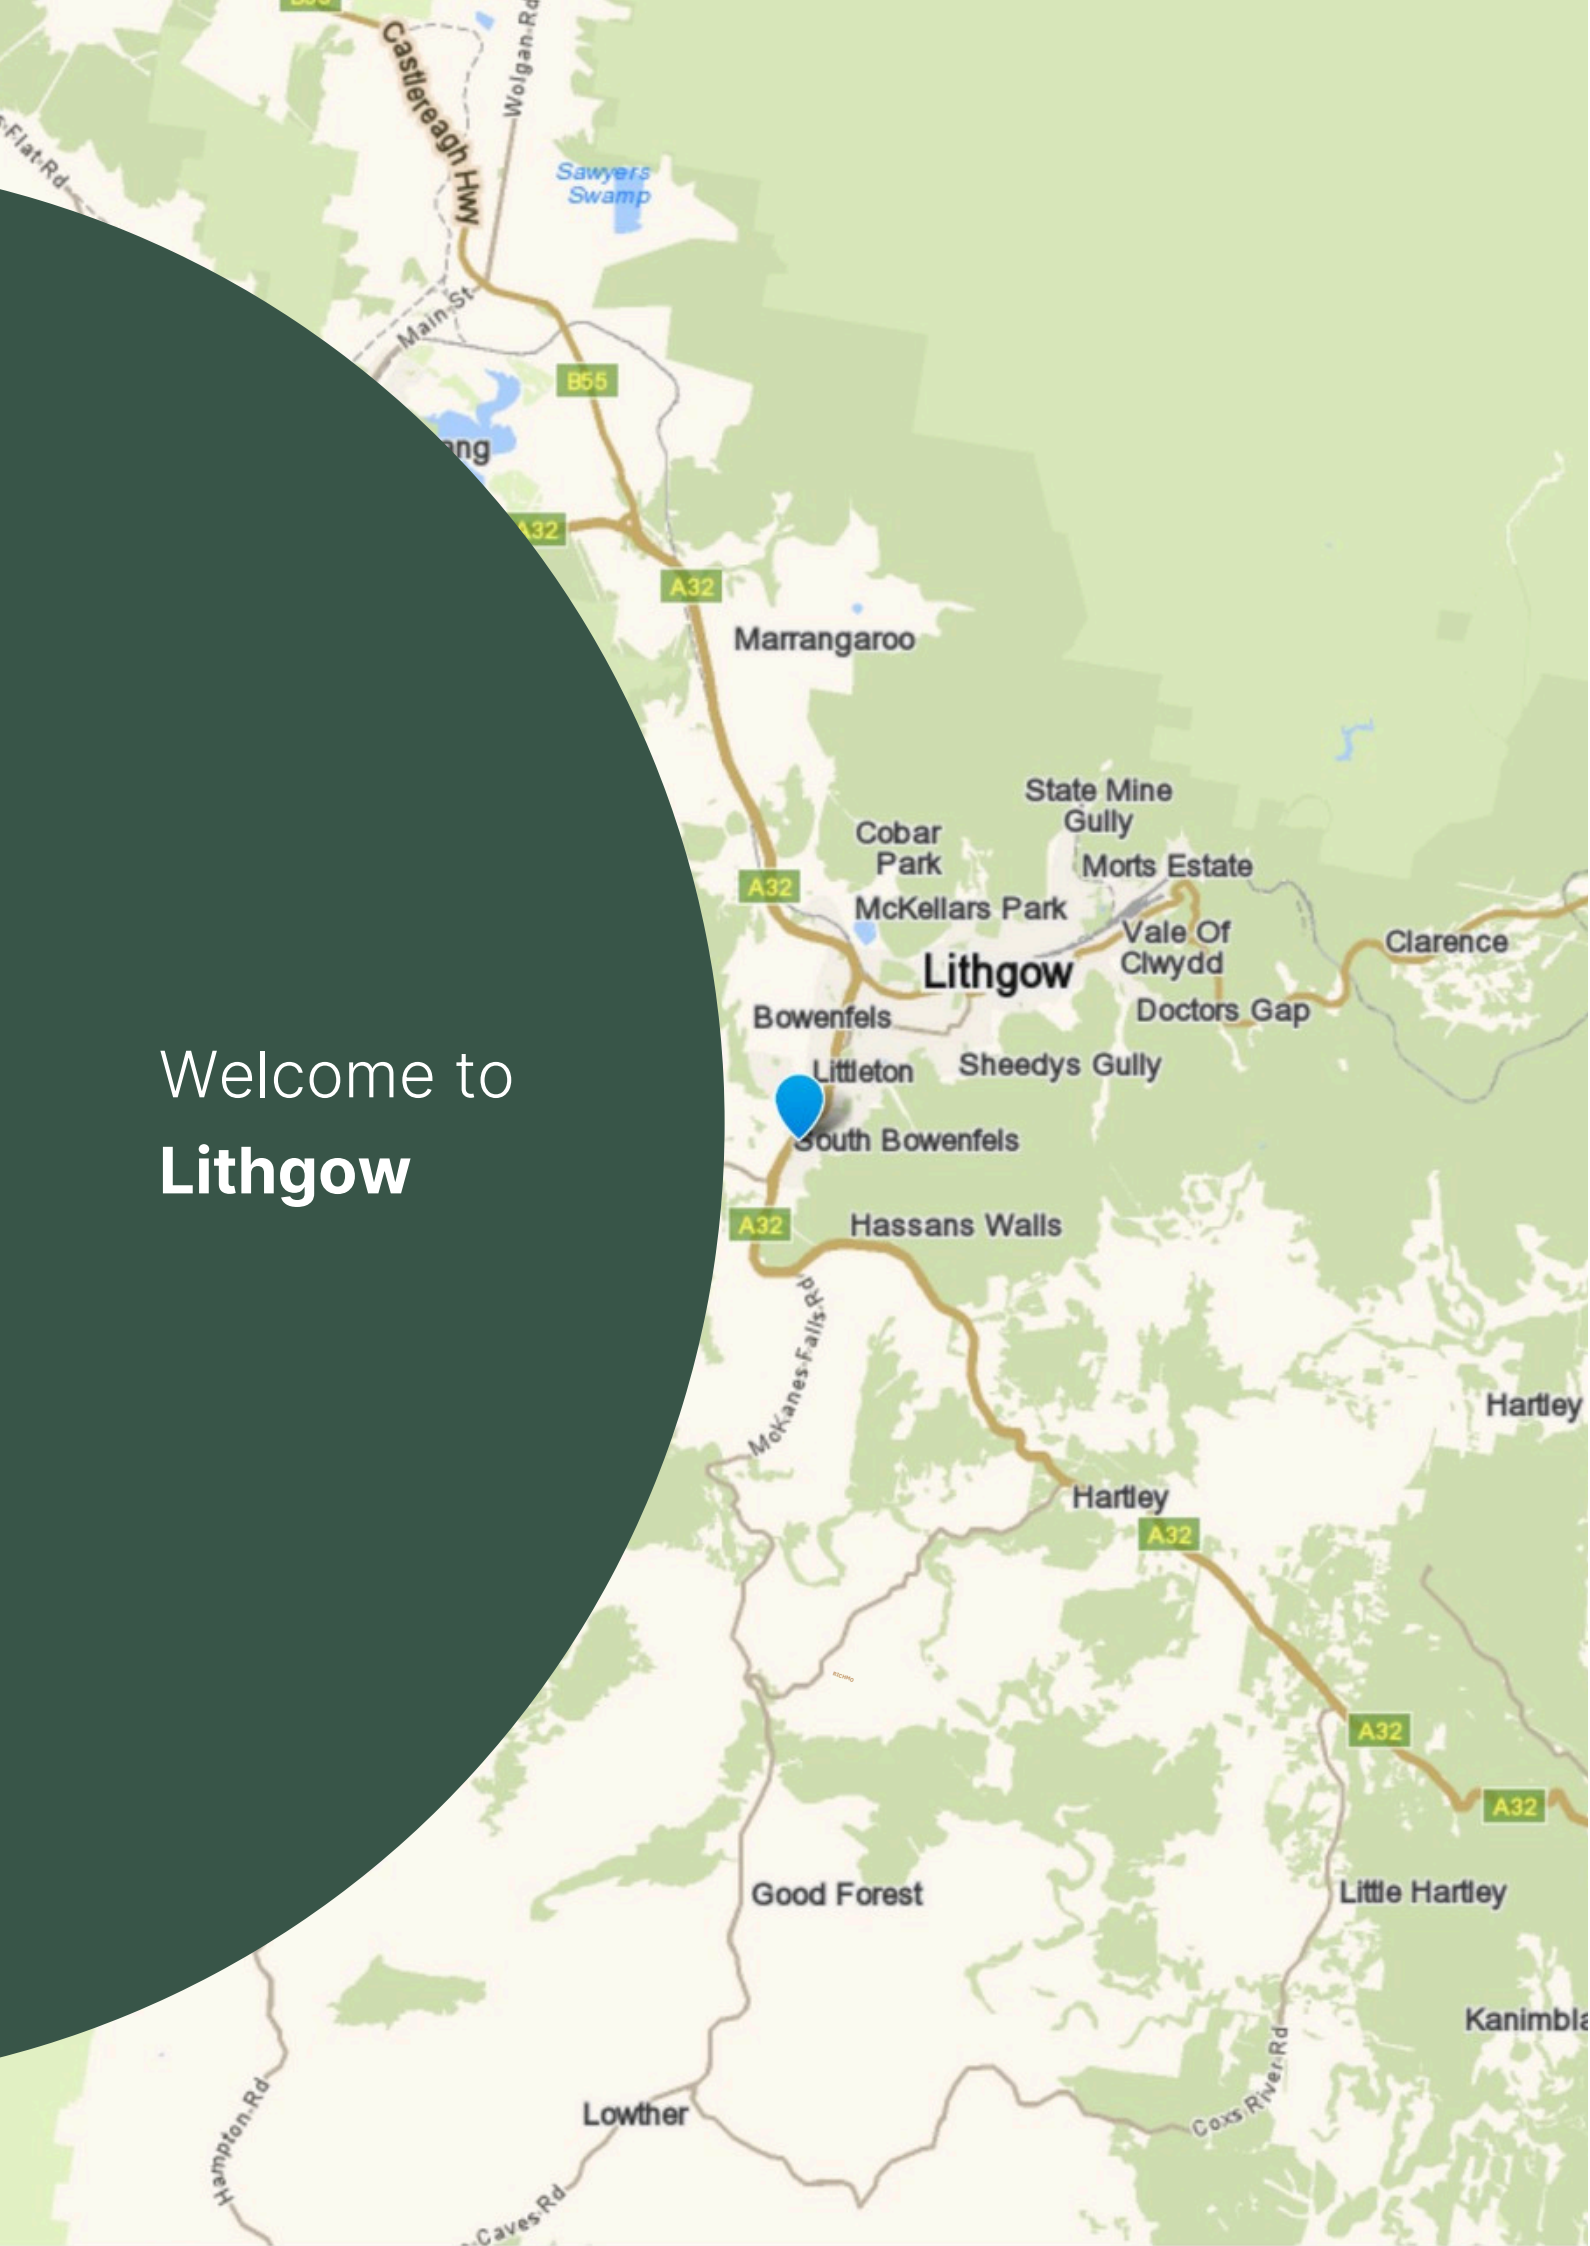 B55
Castlereagh Hwy
Wolgan Rd
Flat Rd
Sawyers
Swamp
Main St
B55
ang
A32
A32
Marrangaroo
State Mine
Gully
Cobar
Park
Morts Estate
A32
McKellars Park
Vale Of
Clwydd
Clarence
Lithgow
Bowenfels
Doctors Gap
Littleton
Sheedys Gully
Welcome to
Lithgow
South Bowenfels
A32
Hassans Walls
McKanes Falls Rd
Hartley
Hartley
A32
A32
A32
Good Forest
Little Hartley
Kanimbla
Coxs River Rd
Hampton Rd
Lowther
Caves Rd